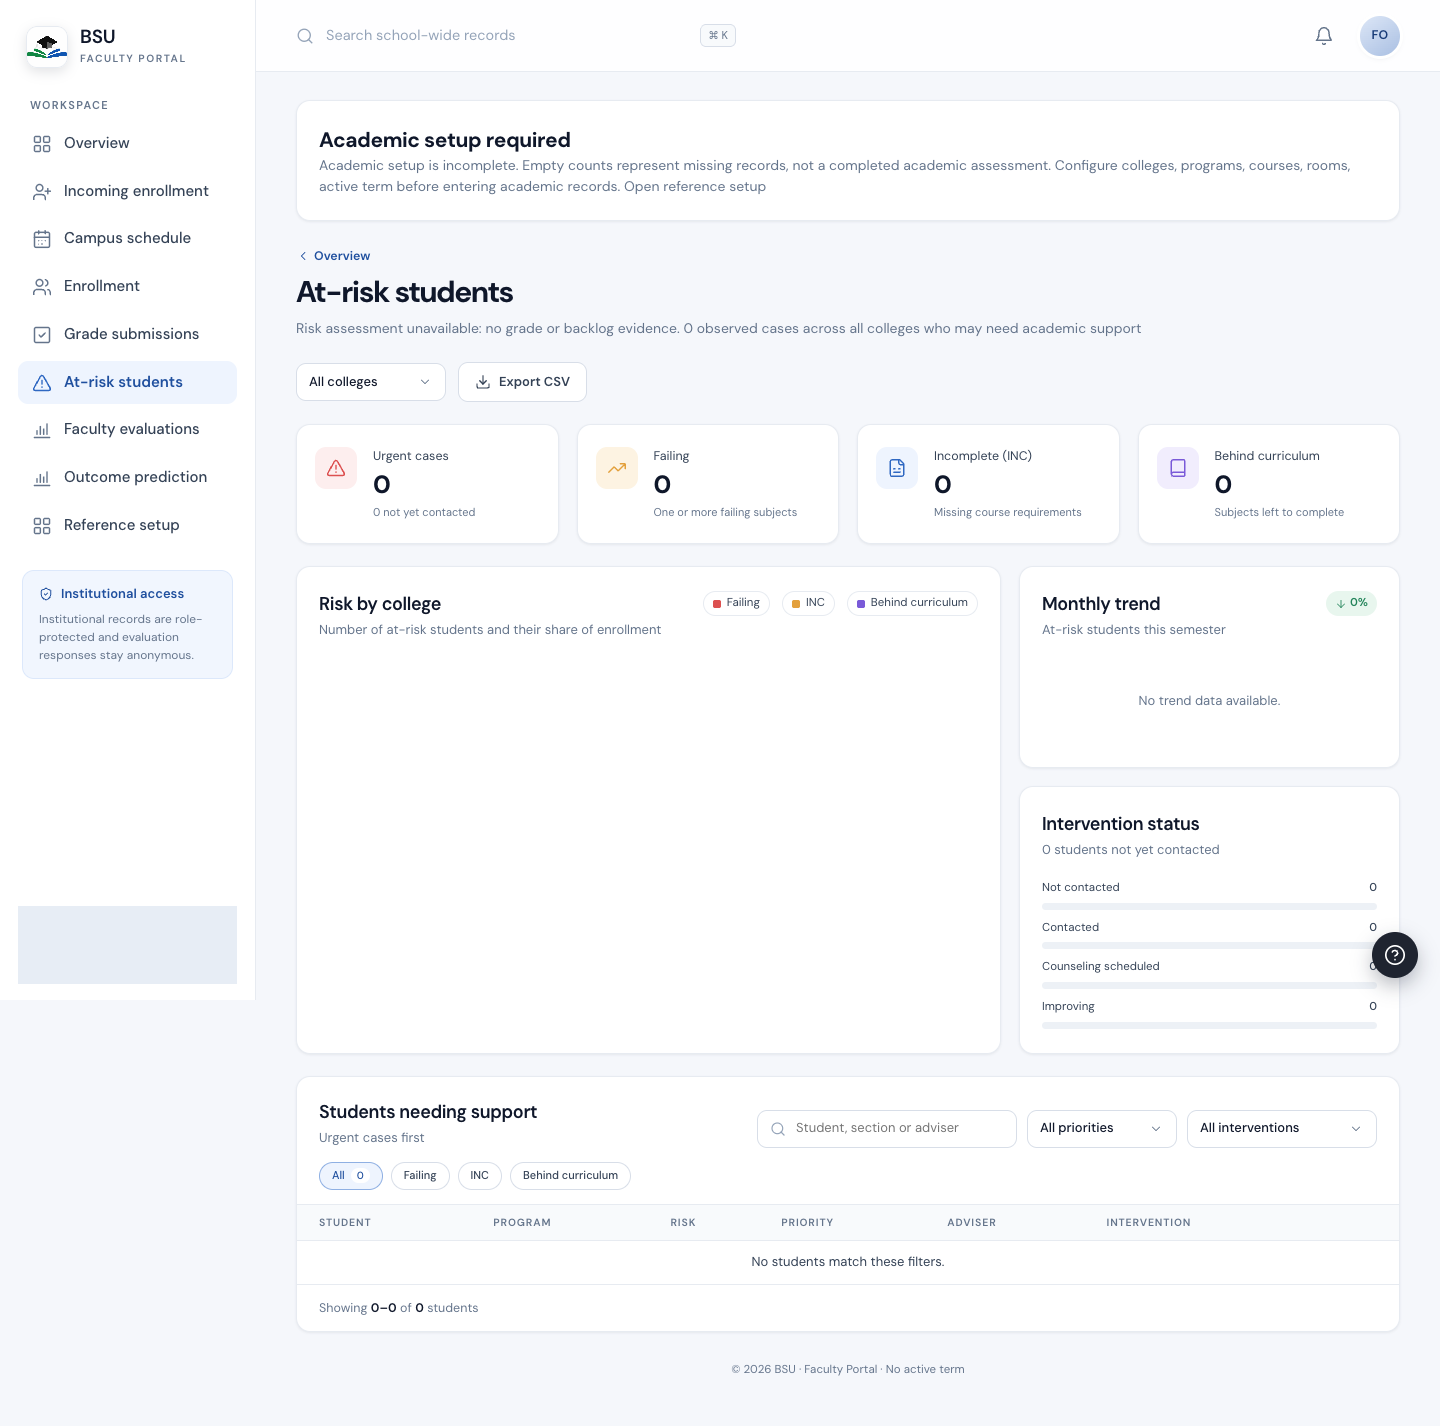 BSU
FACULTY PORTAL
Search school-wide records
⌘ K
FO
WORKSPACE
Overview
Incoming enrollment
Campus schedule
Enrollment
Grade submissions
At-risk students
Faculty evaluations
Outcome prediction
Reference setup
Institutional access
Institutional records are role-
protected and evaluation
responses stay anonymous.
Academic setup required
Academic setup is incomplete. Empty counts represent missing records, not a completed academic assessment. Configure colleges, programs, courses, rooms,
active term before entering academic records. Open reference setup
Overview
At-risk students
Risk assessment unavailable: no grade or backlog evidence. 0 observed cases across all colleges who may need academic support
All colleges
Export CSV
Urgent cases
0
0 not yet contacted
Failing
0
One or more failing subjects
Incomplete (INC)
0
Missing course requirements
Behind curriculum
0
Subjects left to complete
Risk by college
Failing
INC
Behind curriculum
Number of at-risk students and their share of enrollment
Monthly trend
0%
At-risk students this semester
No trend data available.
Intervention status
0 students not yet contacted
Not contacted 0
Contacted 0
Counseling scheduled 0
Improving 0
Students needing support
Urgent cases first
Student, section or adviser
All priorities
All interventions
All 0
Failing
INC
Behind curriculum
STUDENT PROGRAM RISK PRIORITY ADVISER INTERVENTION
No students match these filters.
Showing 0–0 of 0 students
© 2026 BSU · Faculty Portal · No active term